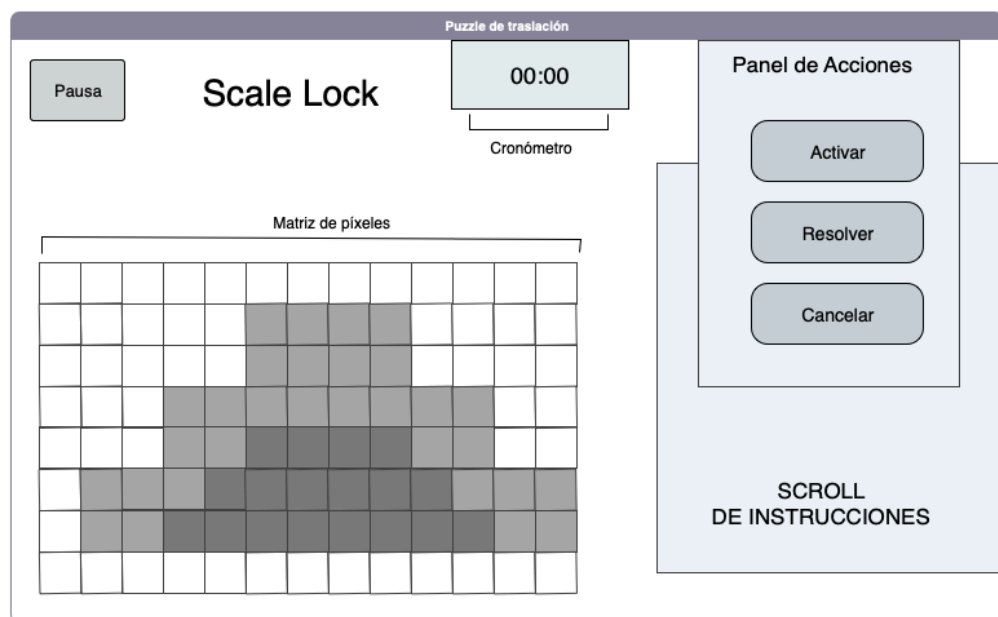 Puzzle de traslación
Pausa
Scale Lock
00:00
Cronómetro
Panel de Acciones
Activar
Resolver
Cancelar
Matriz de píxeles
SCROLL
DE INSTRUCCIONES